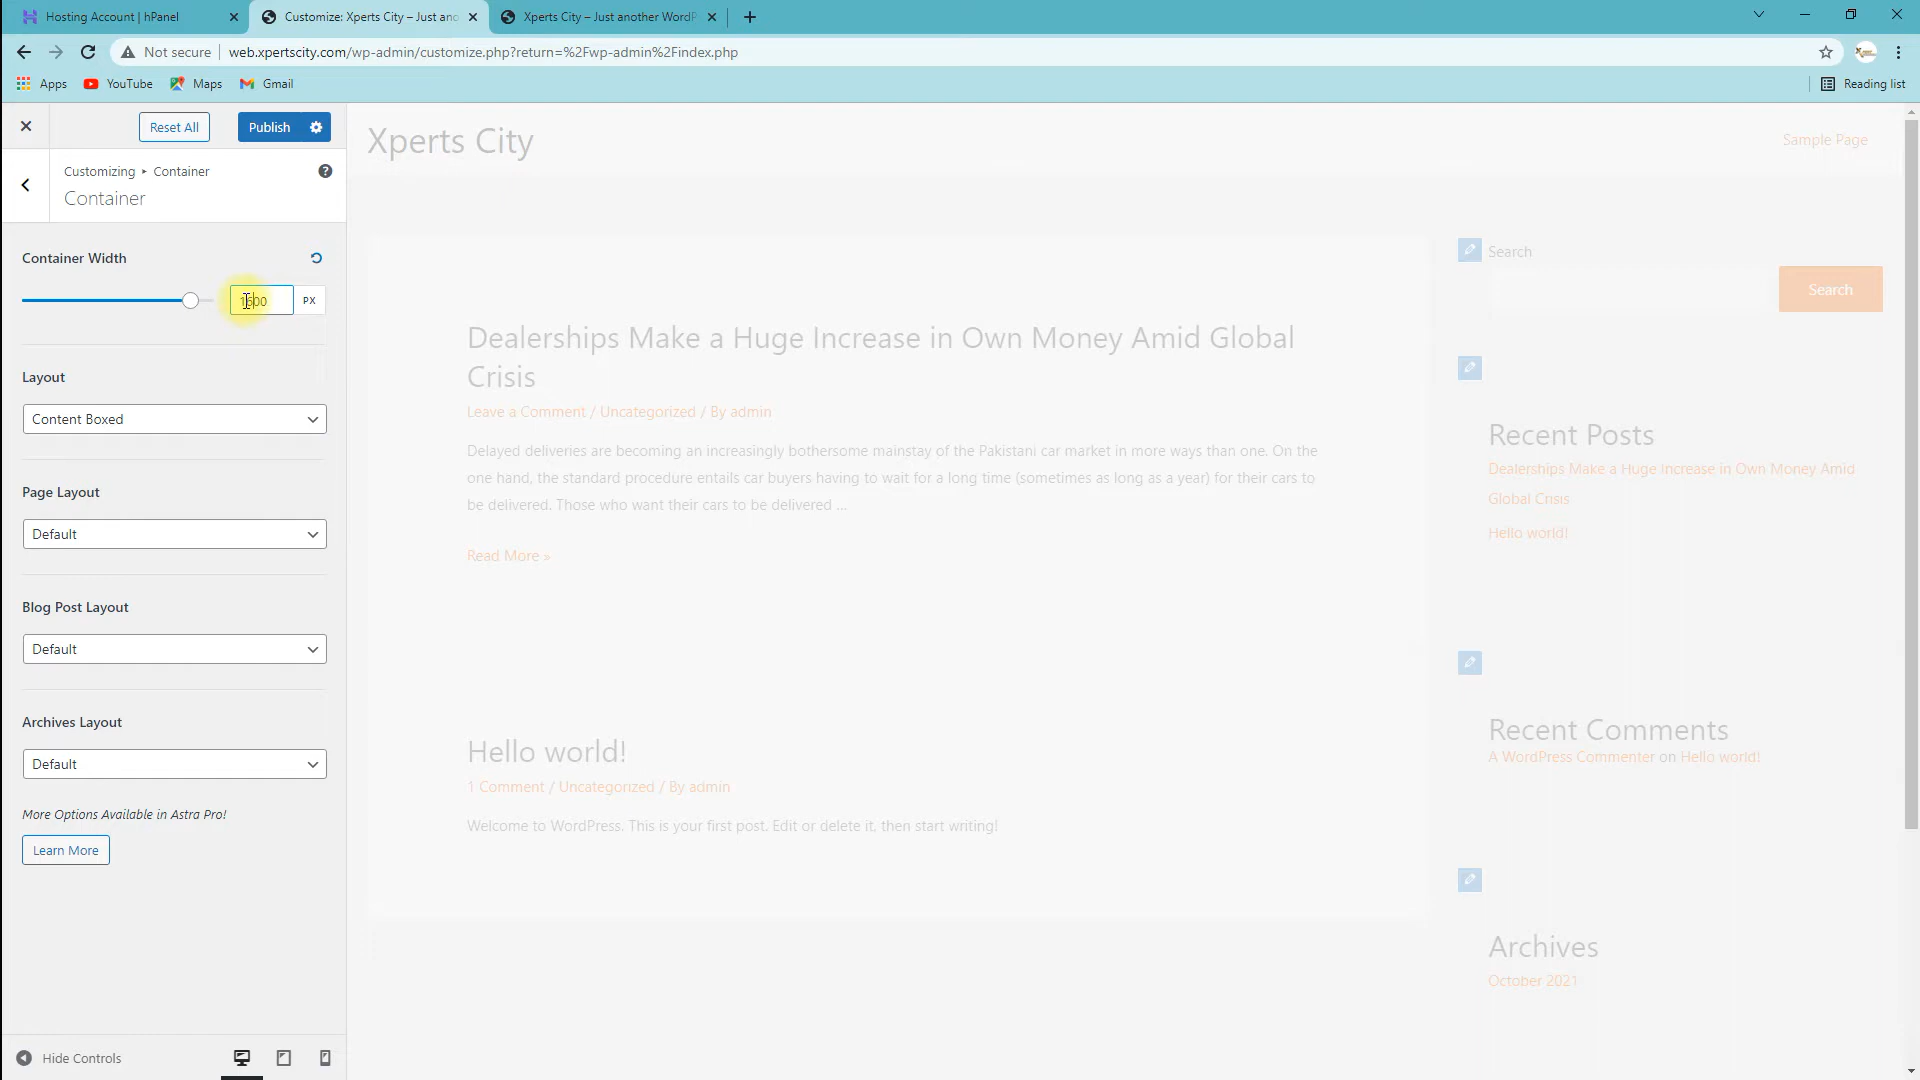 Hosting Account | hPanel
Customize: Xperts City – Just ano
Xperts City – Just another WordP
Not secure
web.xpertscity.com/wp-admin/customize.php?return=%2Fwp-admin%2Findex.php
Apps
YouTube
Maps
Gmail
Reading list
Reset All
Publish
Customizing ▸ Container
Container
Container Width
1600
PX
Layout
Content Boxed
Page Layout
Default
Blog Post Layout
Default
Archives Layout
Default
More Options Available in Astra Pro!
Learn More
Hide Controls
Xperts City
Sample Page
Dealerships Make a Huge Increase in Own Money Amid Global
Crisis
Leave a Comment / Uncategorized / By admin
Delayed deliveries are becoming an increasingly bothersome mainstay of the Pakistani car market in more ways than one. On the
one hand, the standard procedure entails car buyers having to wait for a long time (sometimes as long as a year) for their cars to
be delivered. Those who want their cars to be delivered …
Read More »
Hello world!
1 Comment / Uncategorized / By admin
Welcome to WordPress. This is your first post. Edit or delete it, then start writing!
Search
Search
Recent Posts
Dealerships Make a Huge Increase in Own Money Amid
Global Crisis
Hello world!
Recent Comments
A WordPress Commenter on Hello world!
Archives
October 2021